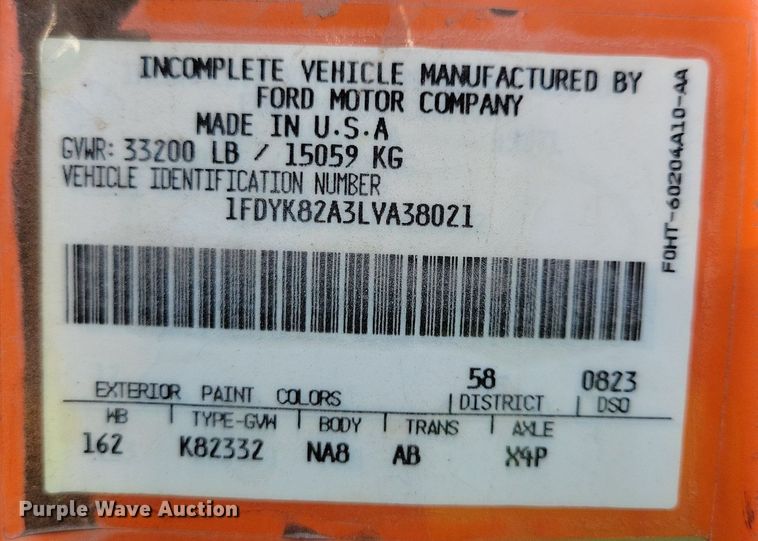 INCOMPLETE VEHICLE MANUFACTURED BY
FORD MOTOR COMPANY
MADE IN U.S.A
GVWR: 33200 LB / 15059 KG
VEHICLE IDENTIFICATION NUMBER
1FDYK82A3LVA38021
F0HT-60204A10-AA
58 0823
EXTERIOR PAINT COLORS DISTRICT DSO
WB TYPE-GVW BODY TRANS AXLE
162 K82332 NA8 AB X4P
Purple Wave Auction